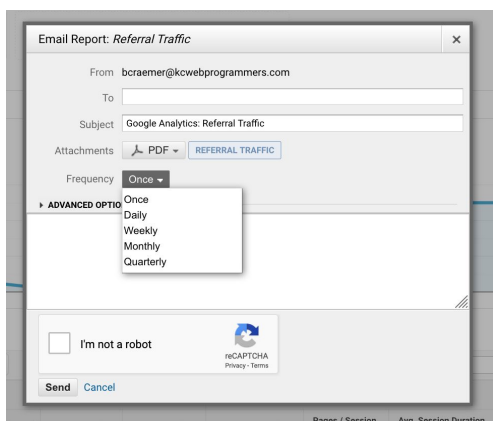 Email Report: Referral Traffic ×
From bcraemer@kcwebprogrammers.com
To
Subject Google Analytics: Referral Traffic
Attachments PDF REFERRAL TRAFFIC
Frequency Once
Once
ADVANCED OPTIO
Daily
Weekly
Monthly
Quarterly
I'm not a robot
reCAPTCHA
Privacy - Terms
Send Cancel
Pages / Session Avg. Session Duration